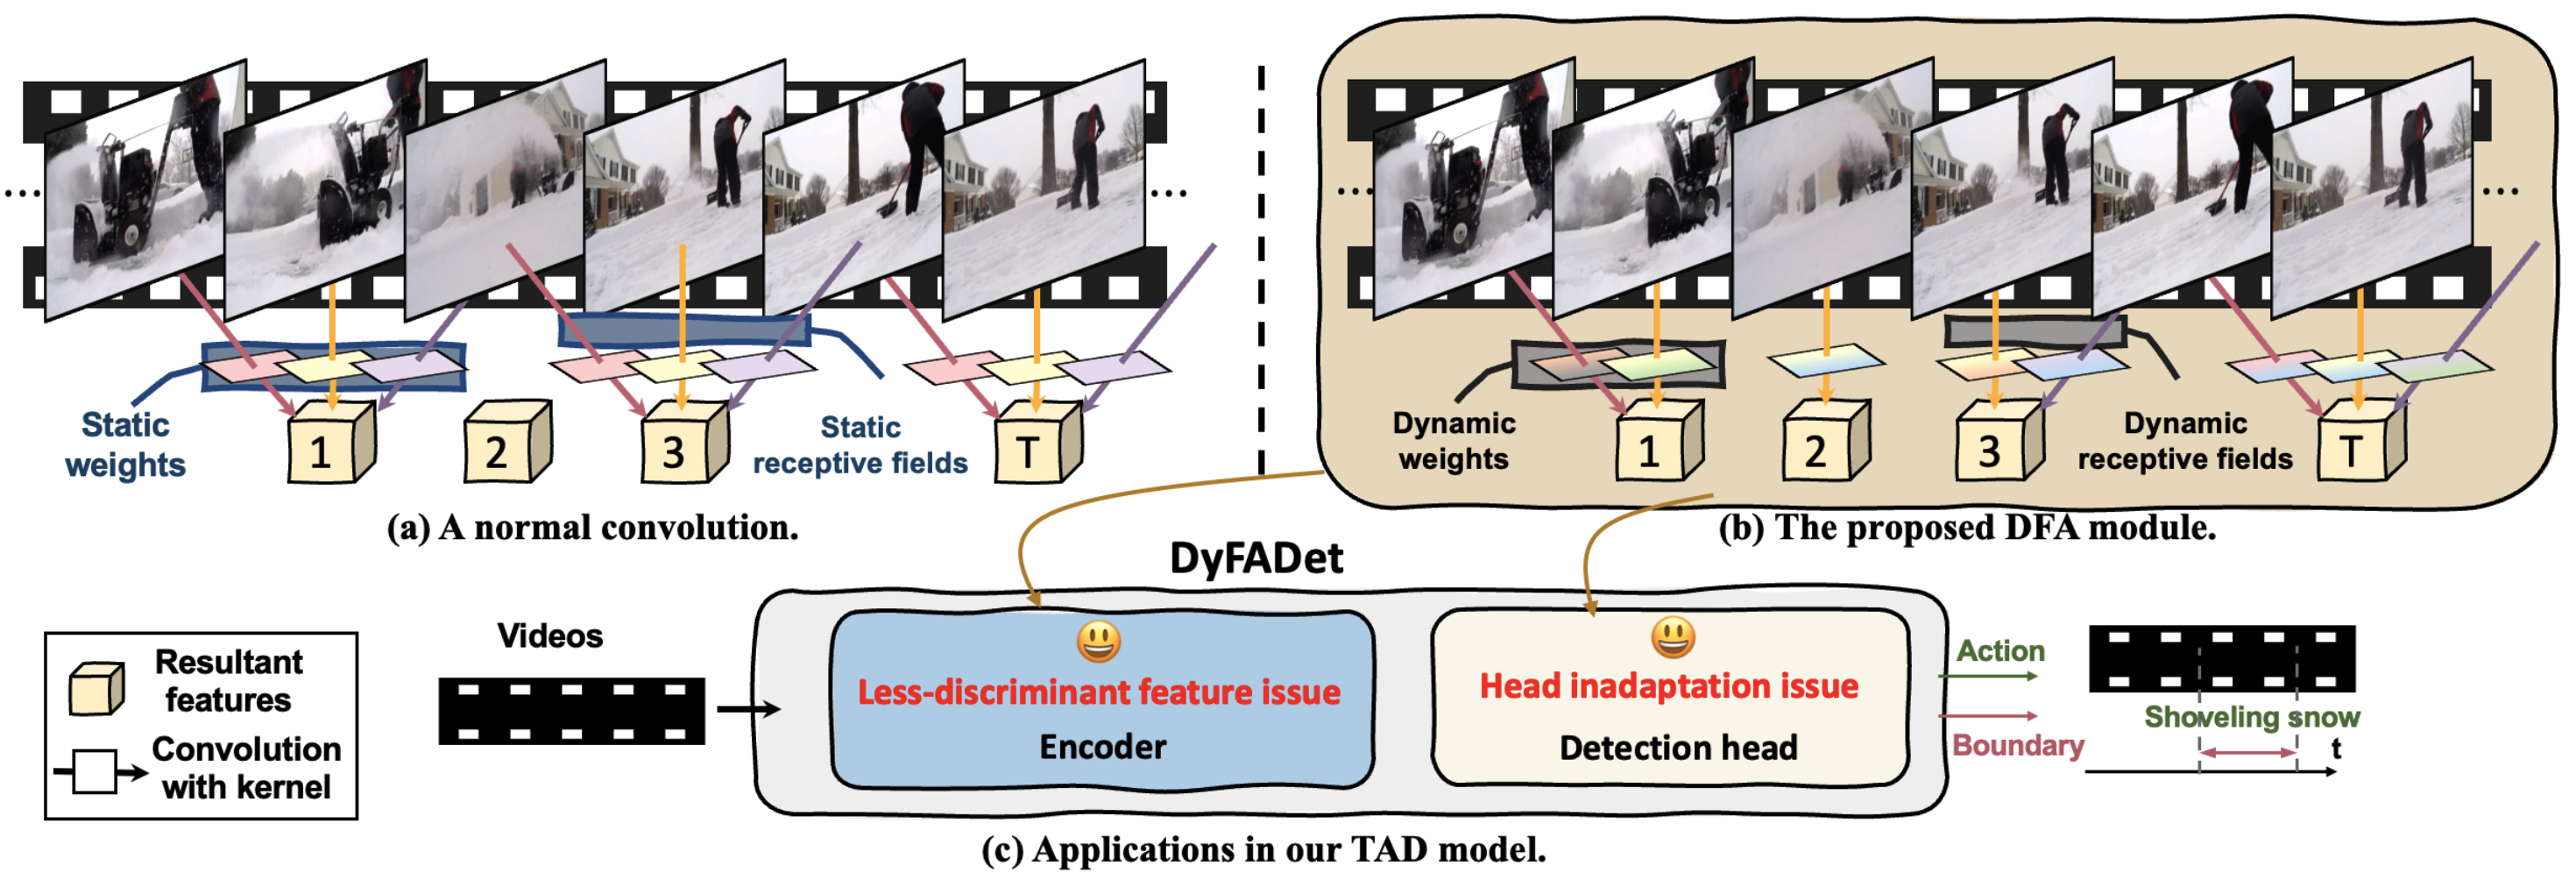 ...
...
Static
weights
1
2
3
Static
receptive fields
T
(a) A normal convolution.
...
...
Dynamic
weights
1
2
3
Dynamic
receptive fields
T
(b) The proposed DFA module.
DyFADet
Resultant
features
Convolution
with kernel
Videos
Less-discriminant feature issue
Encoder
Head inadaptation issue
Detection head
Action
Boundary
Shoveling snow
t
(c) Applications in our TAD model.